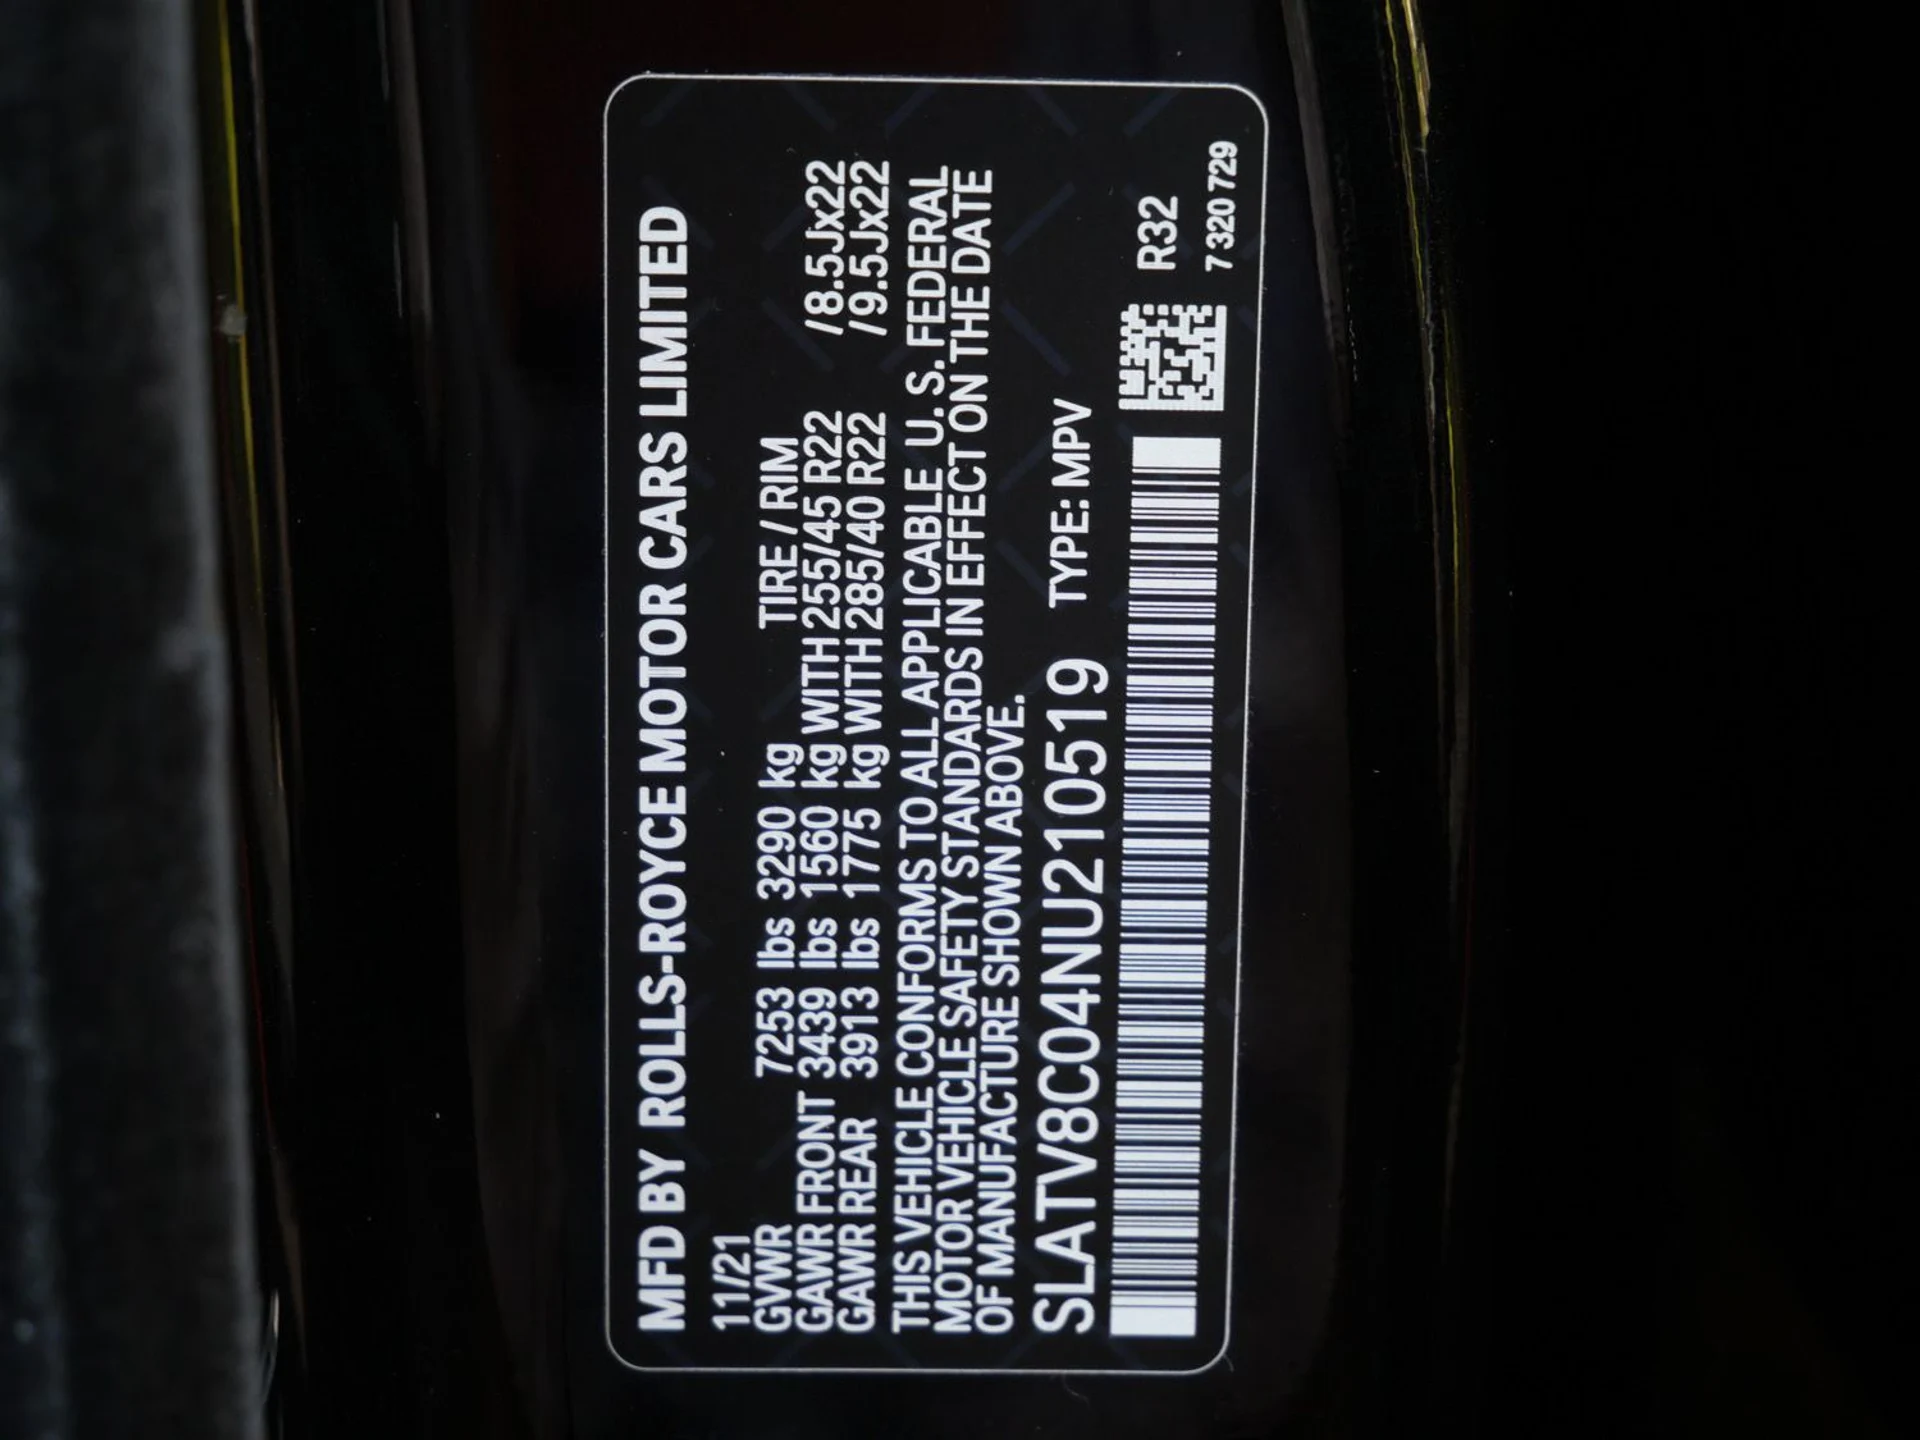 MFD BY ROLLS-ROYCE MOTOR CARS LIMITED
11/21
GVWR 7253 lbs 3290 kg TIRE / RIM
GAWR FRONT 3439 lbs 1560 kg WITH 255/45 R22 /8.5Jx22
GAWR REAR 3913 lbs 1775 kg WITH 285/40 R22 /9.5Jx22
THIS VEHICLE CONFORMS TO ALL APPLICABLE U. S. FEDERAL
MOTOR VEHICLE SAFETY STANDARDS IN EFFECT ON THE DATE
OF MANUFACTURE SHOWN ABOVE.
SLATV8C04NU210519 TYPE: MPV
R32
7 320 729